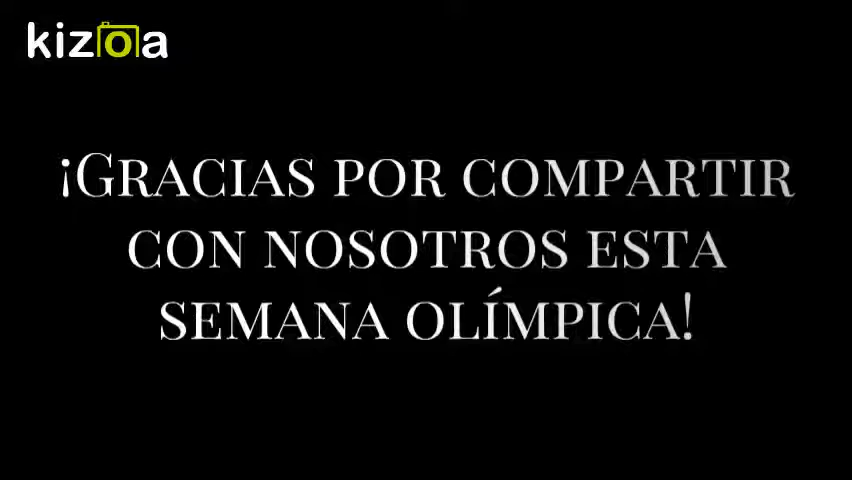 kizoa
¡GRACIAS POR COMPARTIR
CON NOSOTROS ESTA
SEMANA OLÍMPICA!